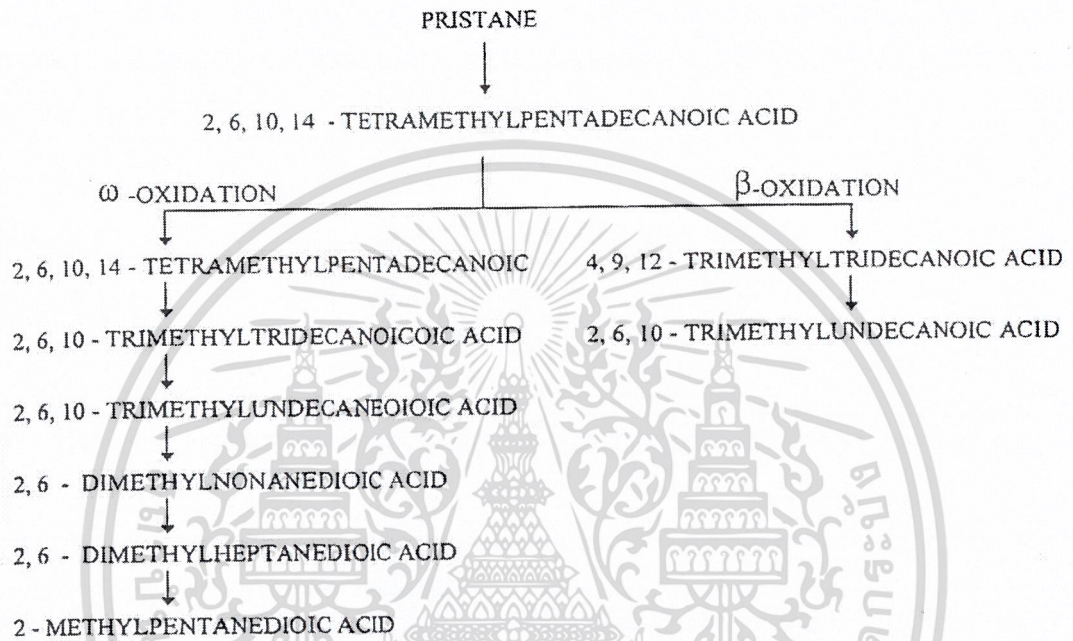 PRISTANE
2, 6, 10, 14 - TETRAMETHYLPENTADECANOIC ACID
ω -OXIDATION
β-OXIDATION
2, 6, 10, 14 - TETRAMETHYLPENTADECANOIC
4, 9, 12 - TRIMETHYLTRIDECANOIC ACID
2, 6, 10 - TRIMETHYLTRIDECANOICOIC ACID
2, 6, 10 - TRIMETHYLUNDECANOIC ACID
2, 6, 10 - TRIMETHYLUNDECANEOIOIC ACID
2, 6 - DIMETHYLNONANEDIOIC ACID
2, 6 - DIMETHYLHEPTANEDIOIC ACID
2 - METHYLPENTANEDIOIC ACID